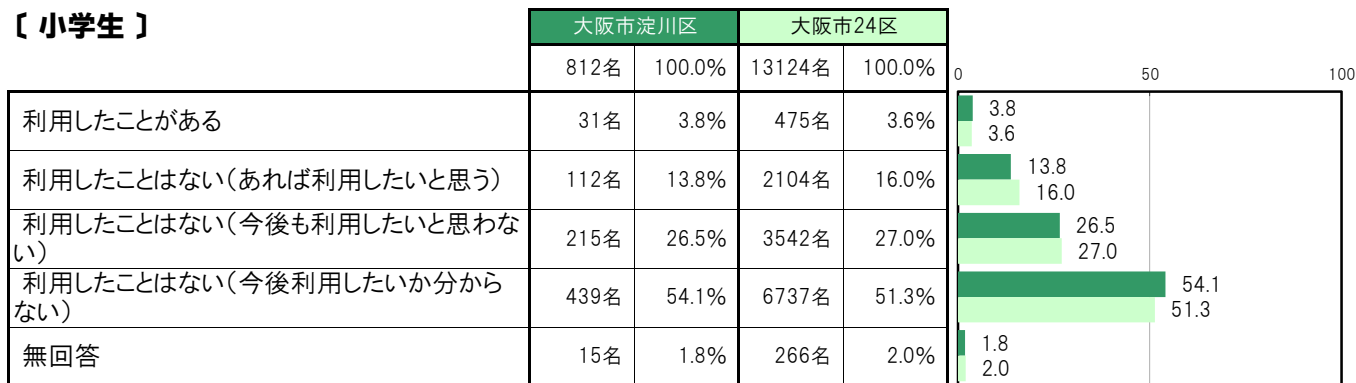 〔 小学生 〕
大阪市淀川区 大阪市24区
812名 100.0% 13124名 100.0% 0 50 100
利用したことがある 31名 3.8% 475名 3.6% 3.8
3.6
利用したことはない（あれば利用したいと思う） 112名 13.8% 2104名 16.0% 13.8
16.0
利用したことはない（今後も利用したいと思わな
い） 215名 26.5% 3542名 27.0% 26.5
27.0
利用したことはない（今後利用したいか分から
ない） 439名 54.1% 6737名 51.3% 54.1
51.3
無回答 15名 1.8% 266名 2.0% 1.8
2.0